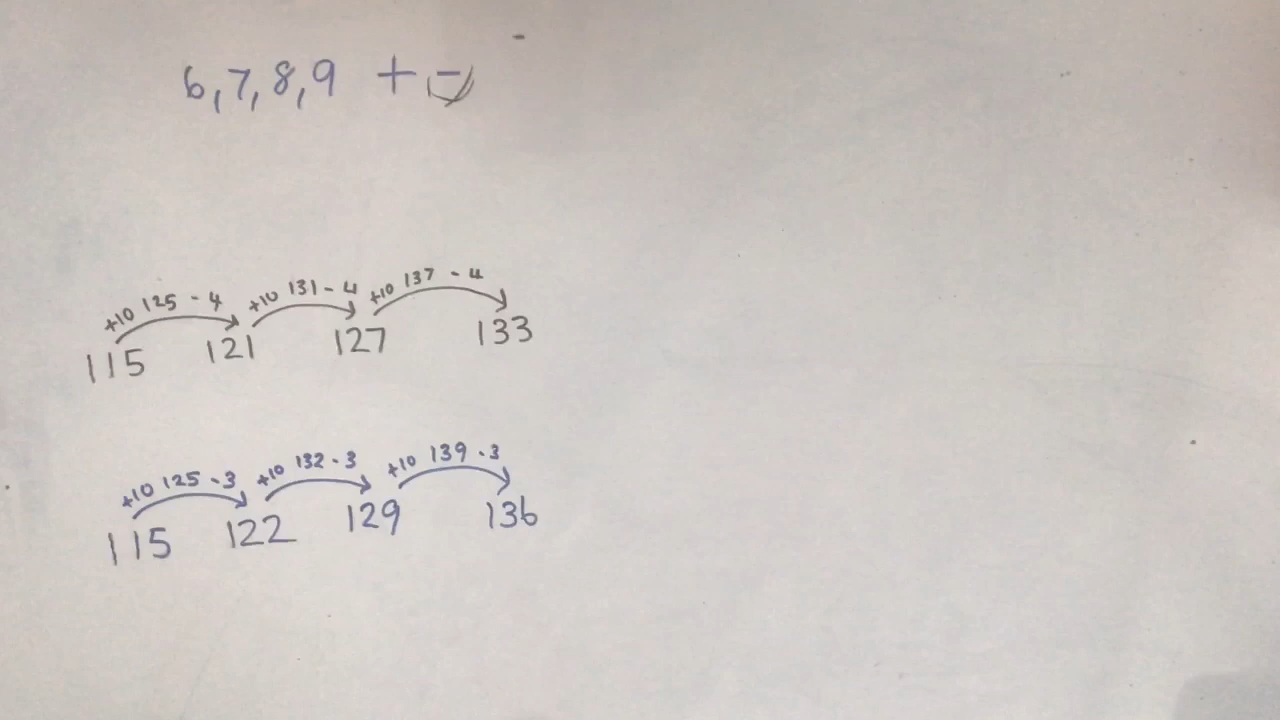 6,7,8,9 + -
+10 125 - 4 +10 131 - 4 +10 137 - 4
115 121 127 133
+10 125 - 3 +10 132 - 3 +10 139 - 3
115 122 129 136